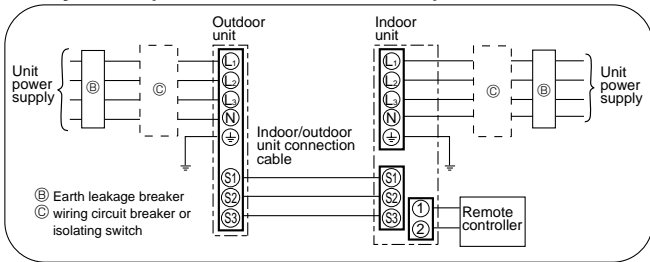 Outdoor
unit
Indoor
unit
Unit
power
supply
Ⓑ
Ⓒ
L1
L2
L3
N
Indoor/outdoor
unit connection
cable
S1
S2
S3
L1
L2
L3
N
Ⓒ
Ⓑ
Unit
power
supply
S1
S2
S3
1
2
Remote
controller
Ⓑ Earth leakage breaker
Ⓒ wiring circuit breaker or
isolating switch